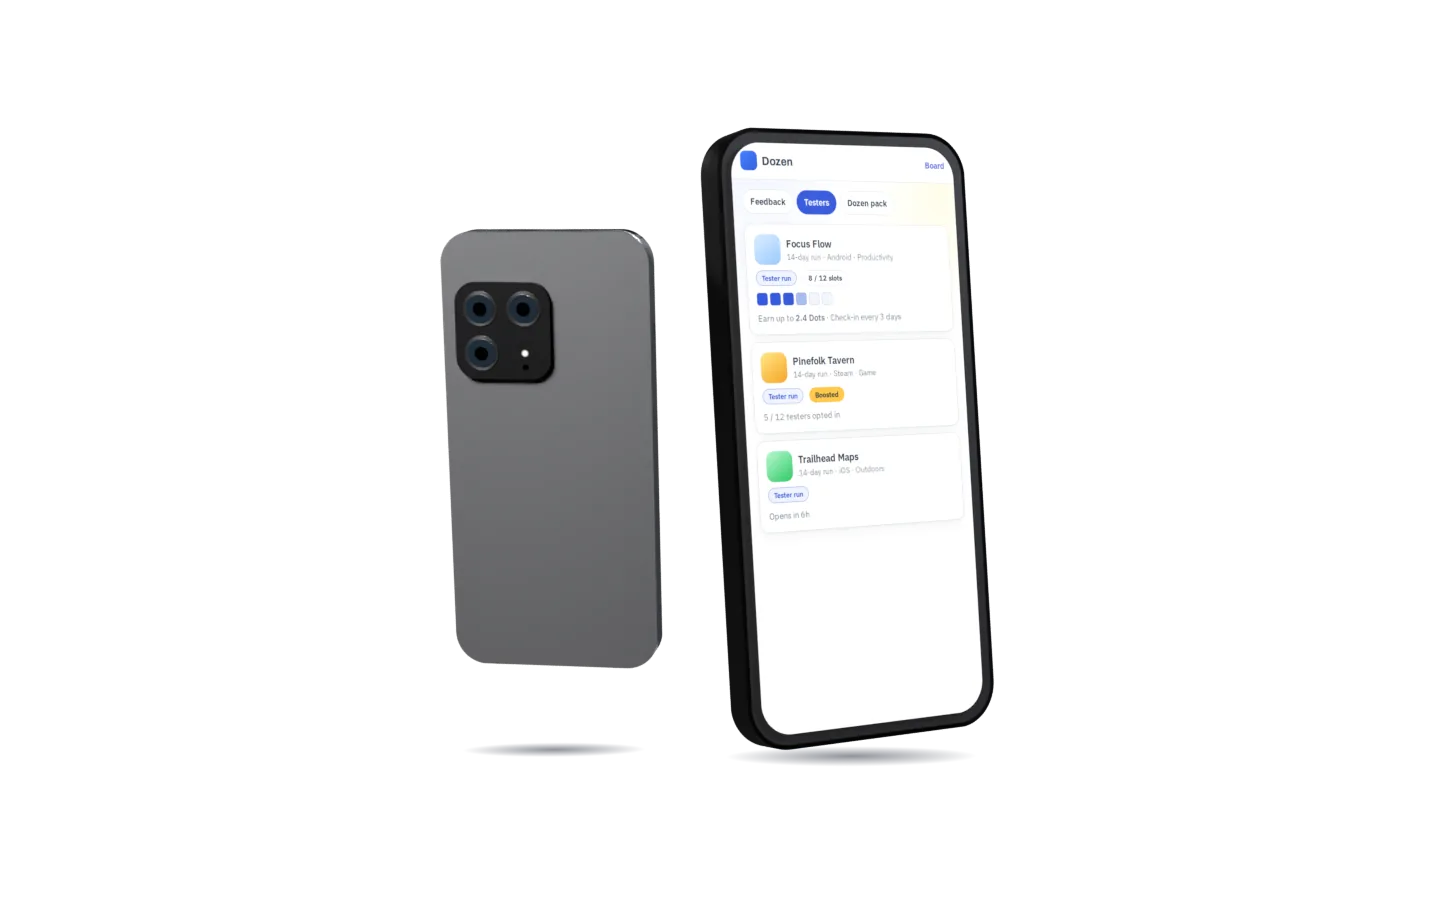 Dozen
Board
Feedback
Testers
Dozen pack
Focus Flow
14-day run · Android · Productivity
Tester run
8 / 12 slots
Earn up to 2.4 Dots · Check-in every 3 days
Pinefolk Tavern
14-day run · Steam · Game
Tester run
Boosted
5 / 12 testers opted in
Trailhead Maps
14-day run · iOS · Outdoors
Tester run
Opens in 6h